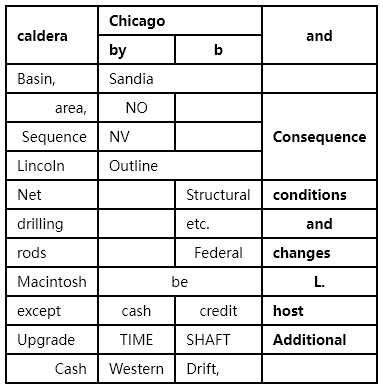 caldera Chicago and
by b
Basin, Sandia
area, NO Consequence
Sequence NV
Lincoln Outline
Net Structural conditions
drilling etc. and
rods Federal changes
Macintosh be L.
except cash credit host
Upgrade TIME SHAFT Additional
Cash Western Drift,